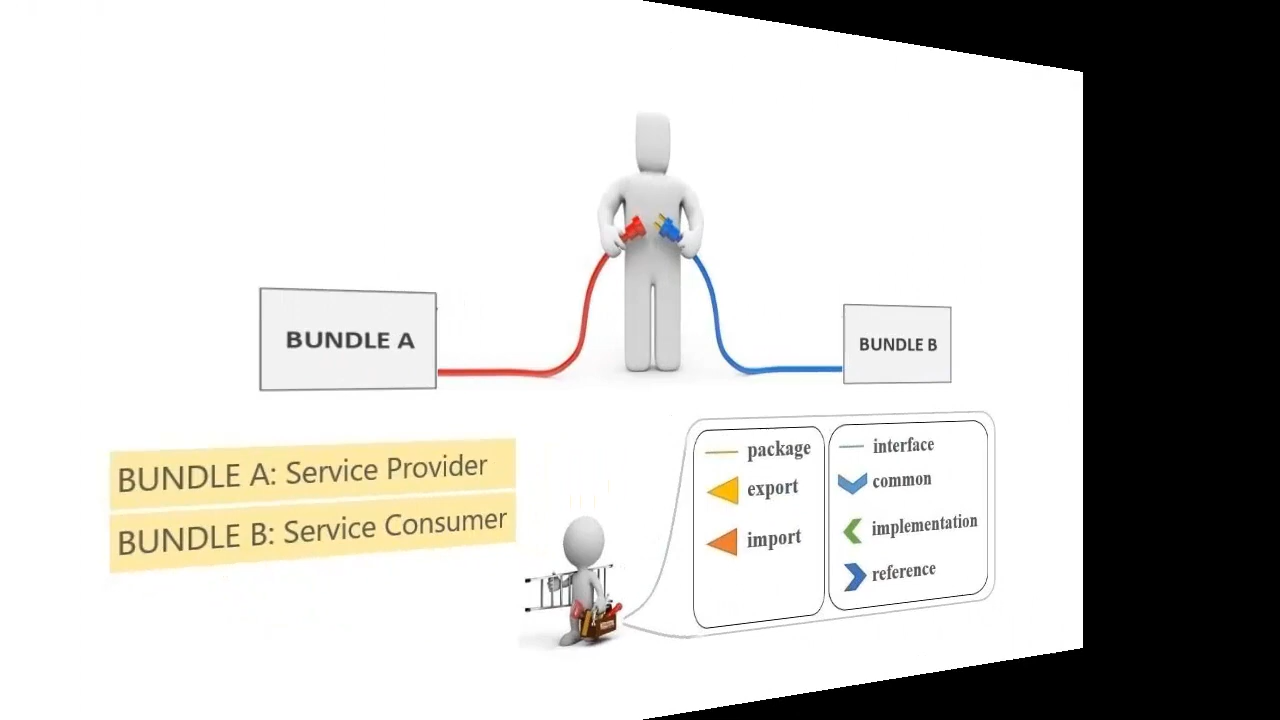 BUNDLE A
BUNDLE B
BUNDLE A: Service Provider
BUNDLE B: Service Consumer
package
export
import
interface
common
implementation
reference